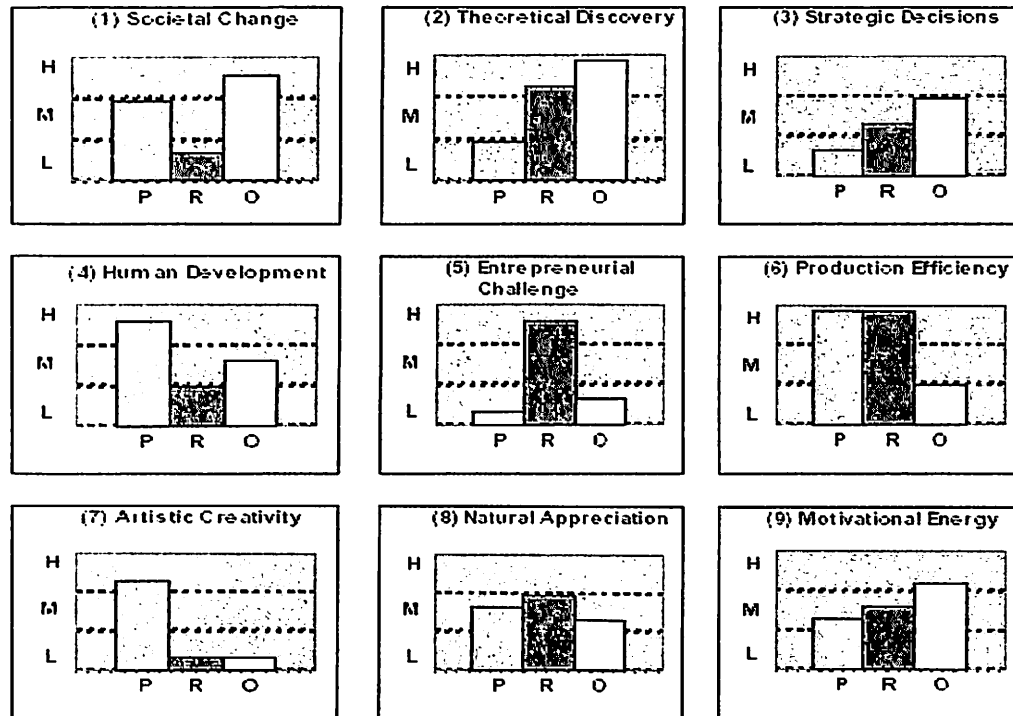 (1) Societal Change
H
M
L
P R O
(2) Theoretical Discovery
H
M
L
P R O
(3) Strategic Decisions
H
M
L
P R O
(4) Human Development
H
M
L
P R O
(5) Entrepreneurial
Challenge
H
M
L
P R O
(6) Production Efficiency
H
M
L
P R O
(7) Artistic Creativity
H
M
L
P R O
(8) Natural Appreciation
H
M
L
P R O
(9) Motivational Energy
H
M
L
P R O